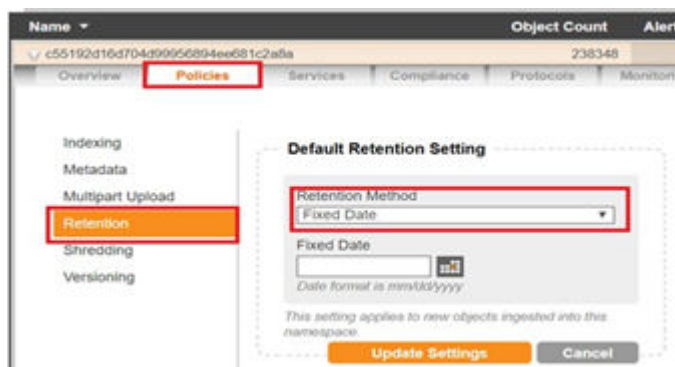 Name Object Count Aler
c55192d16d704d99956894ee681c2a8a 238348
Overview Policies Services Compliance Protocols Monitori
Indexing
Metadata
Multipart Upload
Retention
Shredding
Versioning
Default Retention Setting
Retention Method
Fixed Date
Fixed Date
Date format is mm/dd/yyyy
This setting applies to new objects ingested into this
namespace.
Update Settings Cancel